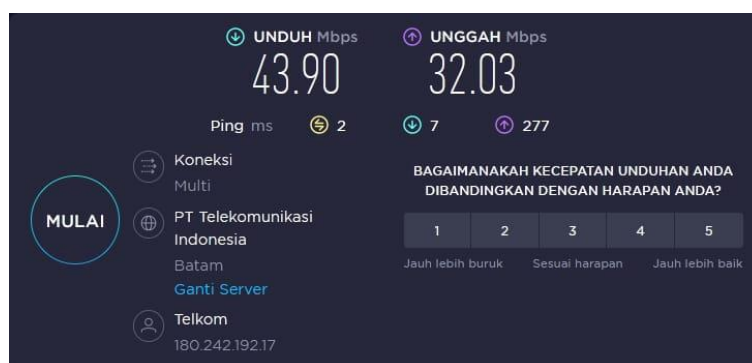 UNDUH Mbps
43.90
UNGGAH Mbps
32.03
Ping ms 2 7 277
MULAI
Koneksi
Multi
PT Telekomunikasi
Indonesia
Batam
Ganti Server
Telkom
180.242.192.17
BAGAIMANAKAH KECEPATAN UNDUHAN ANDA
DIBANDINGKAN DENGAN HARAPAN ANDA?
1 2 3 4 5
Jauh lebih buruk Sesuai harapan Jauh lebih baik